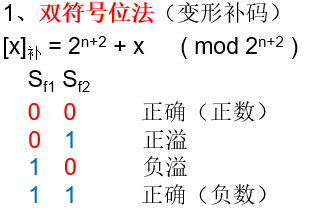 1、双符号位法（变形补码）
[x]补 = 2ⁿ⁺² + x （ mod 2ⁿ⁺² ）
Sf1 Sf2
0 0 正确（正数）
0 1 正溢
1 0 负溢
1 1 正确（负数）